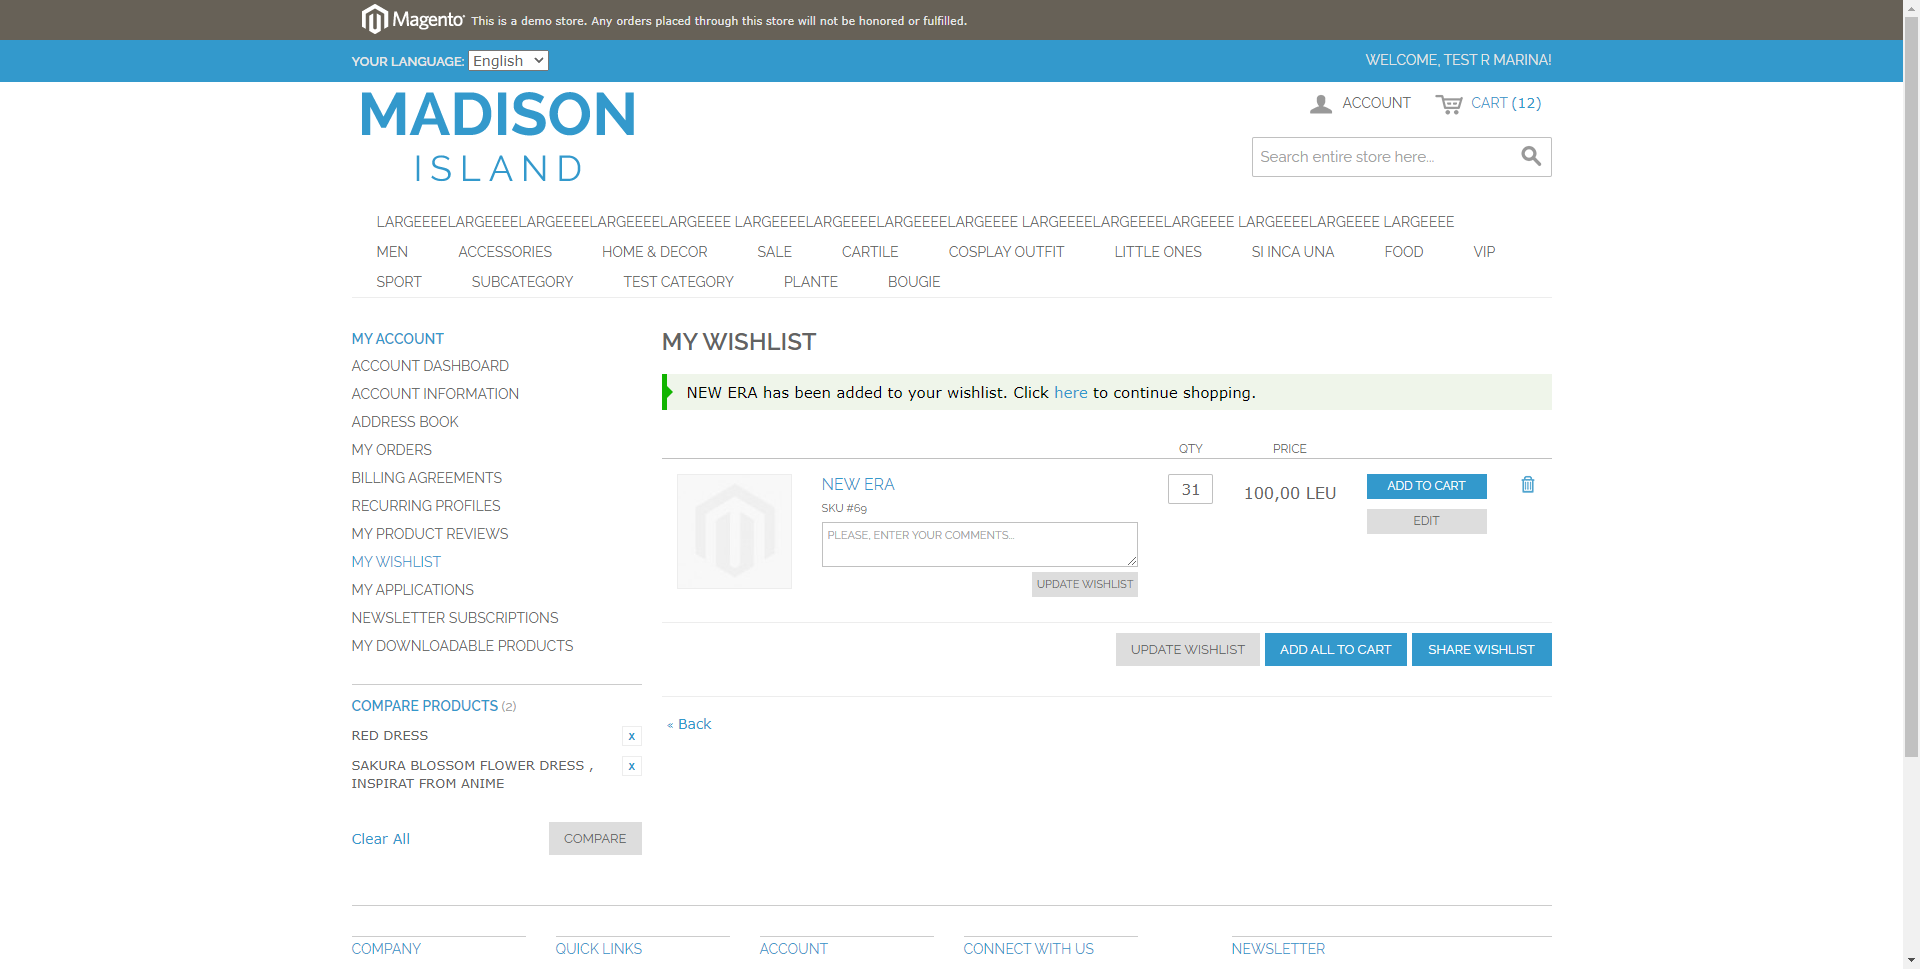 Magento This is a demo store. Any orders placed through this store will not be honored or fulfilled.
YOUR LANGUAGE: English
WELCOME, TEST R MARINA!
MADISON
ISLAND
ACCOUNT
CART (12)
Search entire store here...
LARGEEEELARGEEEELARGEEEELARGEEEELARGEEEE LARGEEEELARGEEEELARGEEEELARGEEEE LARGEEEELARGEEEELARGEEEE LARGEEEELARGEEEE LARGEEEE
MEN ACCESSORIES HOME & DECOR SALE CARTILE COSPLAY OUTFIT LITTLE ONES SI INCA UNA FOOD VIP
SPORT SUBCATEGORY TEST CATEGORY PLANTE BOUGIE
MY ACCOUNT
ACCOUNT DASHBOARD
ACCOUNT INFORMATION
ADDRESS BOOK
MY ORDERS
BILLING AGREEMENTS
RECURRING PROFILES
MY PRODUCT REVIEWS
MY WISHLIST
MY APPLICATIONS
NEWSLETTER SUBSCRIPTIONS
MY DOWNLOADABLE PRODUCTS
COMPARE PRODUCTS (2)
RED DRESS x
SAKURA BLOSSOM FLOWER DRESS , x
INSPIRAT FROM ANIME
Clear All COMPARE
MY WISHLIST
NEW ERA has been added to your wishlist. Click here to continue shopping.
QTY PRICE
NEW ERA
SKU #69
PLEASE, ENTER YOUR COMMENTS...
UPDATE WISHLIST
31
100,00 LEU
ADD TO CART
EDIT
UPDATE WISHLIST ADD ALL TO CART SHARE WISHLIST
« Back
COMPANY QUICK LINKS ACCOUNT CONNECT WITH US NEWSLETTER